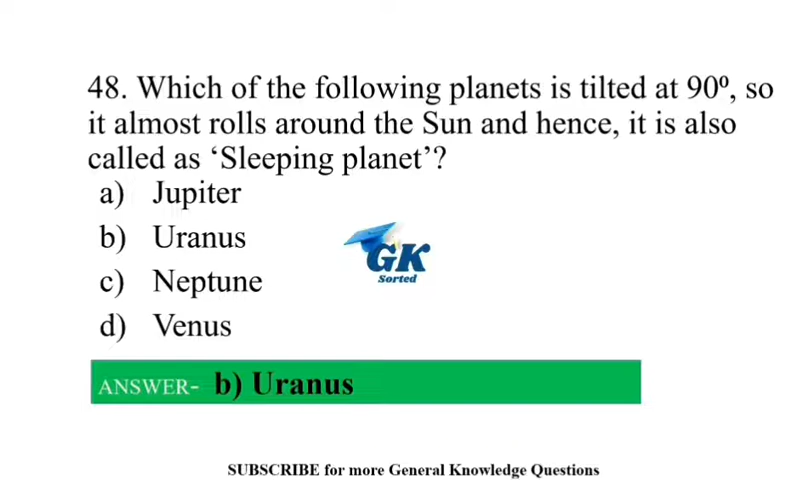 48. Which of the following planets is tilted at 90⁰, so
it almost rolls around the Sun and hence, it is also
called as ‘Sleeping planet’?
a) Jupiter
b) Uranus
c) Neptune
d) Venus
GK
Sorted
ANSWER- b) Uranus
SUBSCRIBE for more General Knowledge Questions